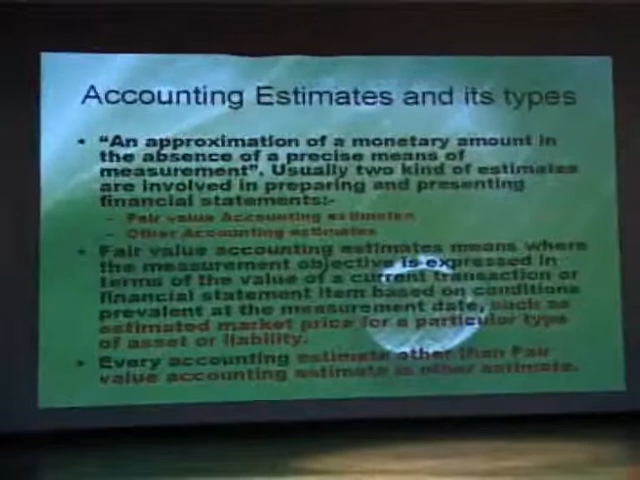 Accounting Estimates and its types
• "An approximation of a monetary amount in
the absence of a precise means of
measurement". Usually two kind of estimates
are involved in preparing and presenting
financial statements:-
– Fair value Accounting estimates
– Other Accounting estimates
• Fair value accounting estimates means where
the measurement objective is expressed in
terms of the value of a current transaction or
financial statement item based on conditions
prevalent at the measurement date, such as
estimated market price for a particular type
of asset or liability.
• Every accounting estimate other than Fair
value accounting estimate is other estimate.